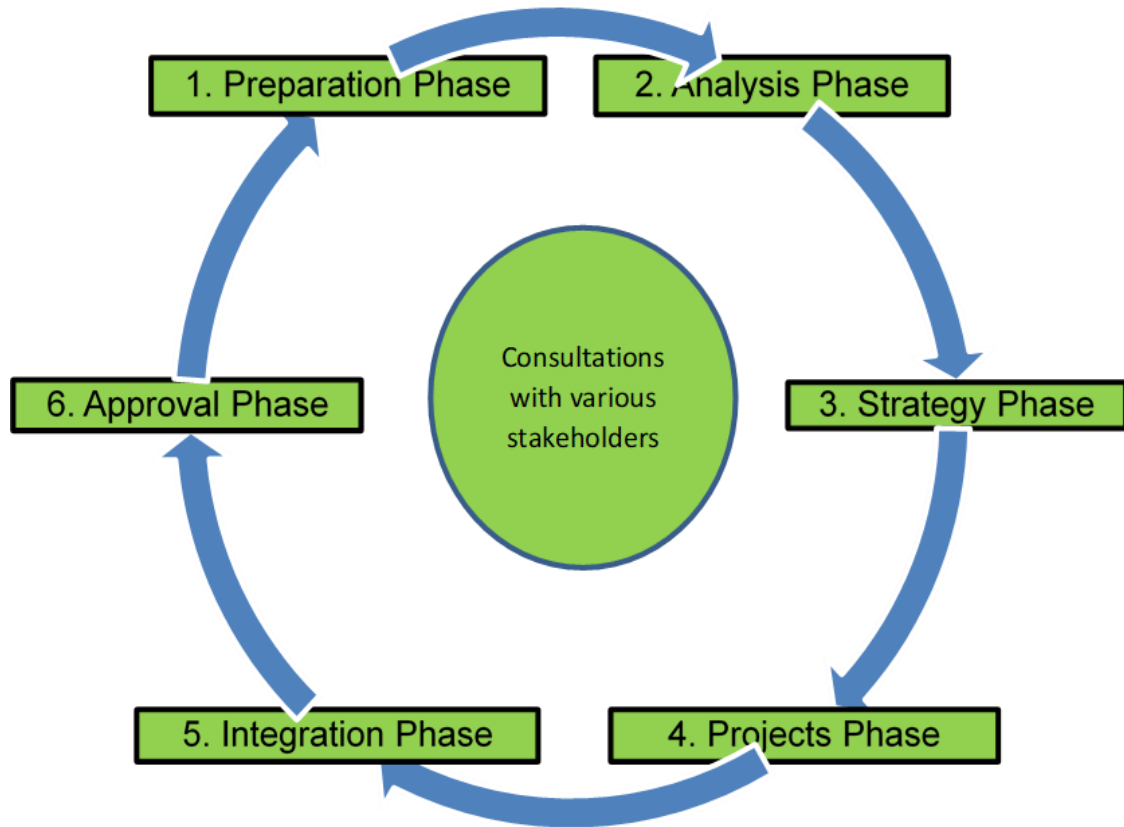 1. Preparation Phase
2. Analysis Phase
Consultations
with various
stakeholders
6. Approval Phase
3. Strategy Phase
5. Integration Phase
4. Projects Phase